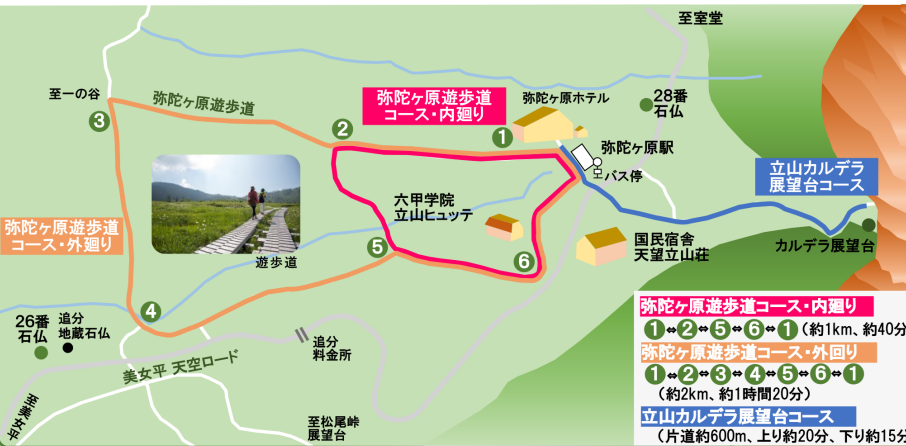 至室堂
至一の谷
弥陀ヶ原遊歩道
弥陀ヶ原遊歩道
コース・内廻り
弥陀ヶ原ホテル
28番
石仏
3
2
1
弥陀ヶ原駅
バス停
立山カルデラ
展望台コース
六甲学院
立山ヒュッテ
弥陀ヶ原遊歩道
コース・外廻り
遊歩道
5
6
国民宿舎
天望立山荘
カルデラ展望台
4
26番
石仏
追分
地蔵石仏
追分
料金所
美女平 天空ロード
至美女平
至松尾峠
展望台
弥陀ヶ原遊歩道コース・内廻り
1⇔2⇔5⇔6⇔1(約1km、約40分
弥陀ヶ原遊歩道コース・外回り
1⇔2⇔3⇔4⇔5⇔6⇔1
(約2km、約1時間20分)
立山カルデラ展望台コース
(片道約600m、上り約20分、下り約15分